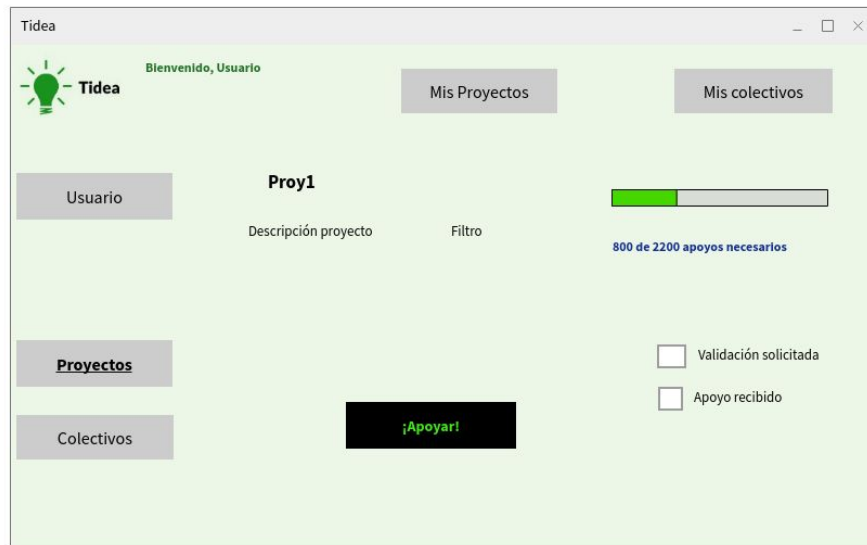 Tidea
Tidea
Bienvenido, Usuario
Mis Proyectos
Mis colectivos
Usuario
Proy1
Descripción proyecto
Filtro
800 de 2200 apoyos necesarios
Proyectos
Validación solicitada
Apoyo recibido
¡Apoyar!
Colectivos